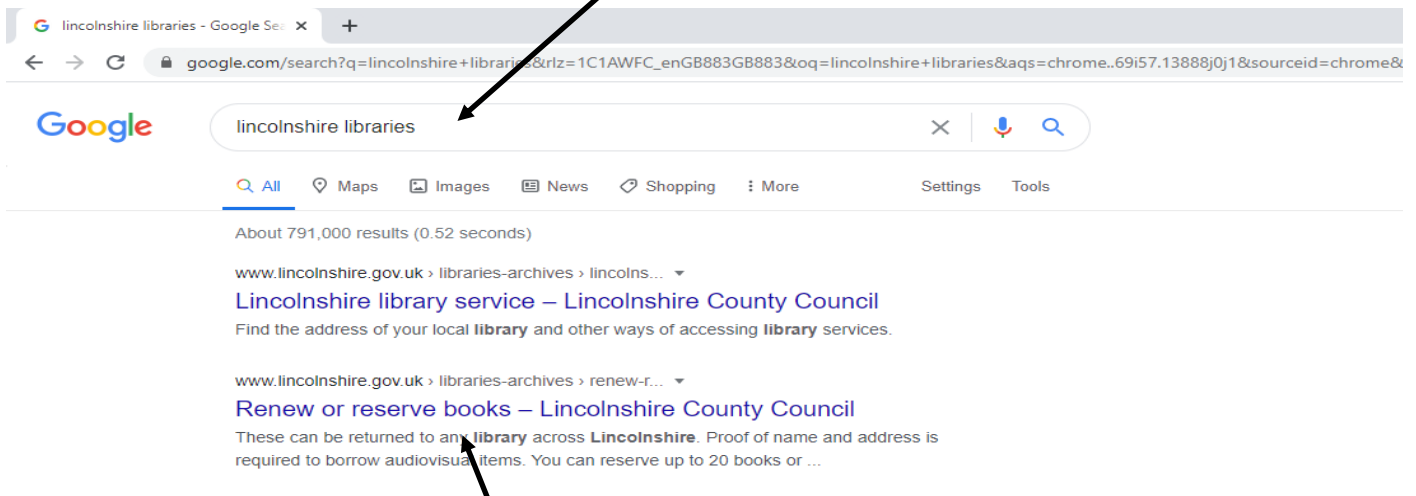 lincolnshire libraries - Google Sea
google.com/search?q=lincolnshire+libraries&rlz=1C1AWFC_enGB883GB883&oq=lincolnshire+libraries&aqs=chrome..69i57.13888j0j1&sourceid=chrome&
Google
lincolnshire libraries
All Maps Images News Shopping More Settings Tools
About 791,000 results (0.52 seconds)
www.lincolnshire.gov.uk › libraries-archives › lincolns...
Lincolnshire library service – Lincolnshire County Council
Find the address of your local library and other ways of accessing library services.
www.lincolnshire.gov.uk › libraries-archives › renew-r...
Renew or reserve books – Lincolnshire County Council
These can be returned to any library across Lincolnshire. Proof of name and address is
required to borrow audiovisual items. You can reserve up to 20 books or ...